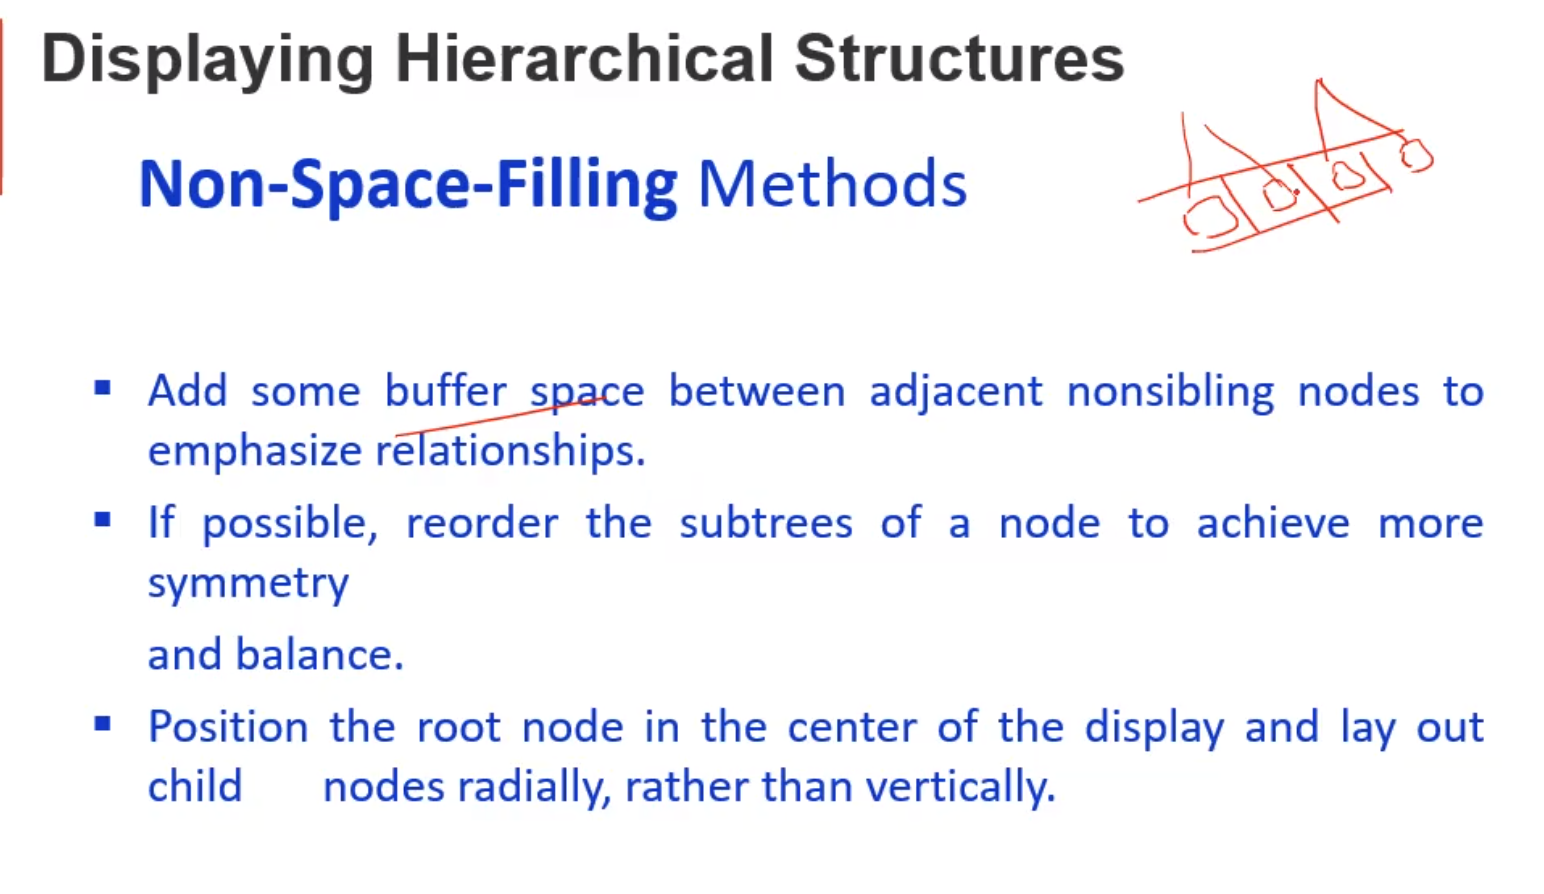 Displaying Hierarchical Structures
Non-Space-Filling Methods
▪ Add some buffer space between adjacent nonsibling nodes to
emphasize relationships.
▪ If possible, reorder the subtrees of a node to achieve more
symmetry
and balance.
▪ Position the root node in the center of the display and lay out
child nodes radially, rather than vertically.